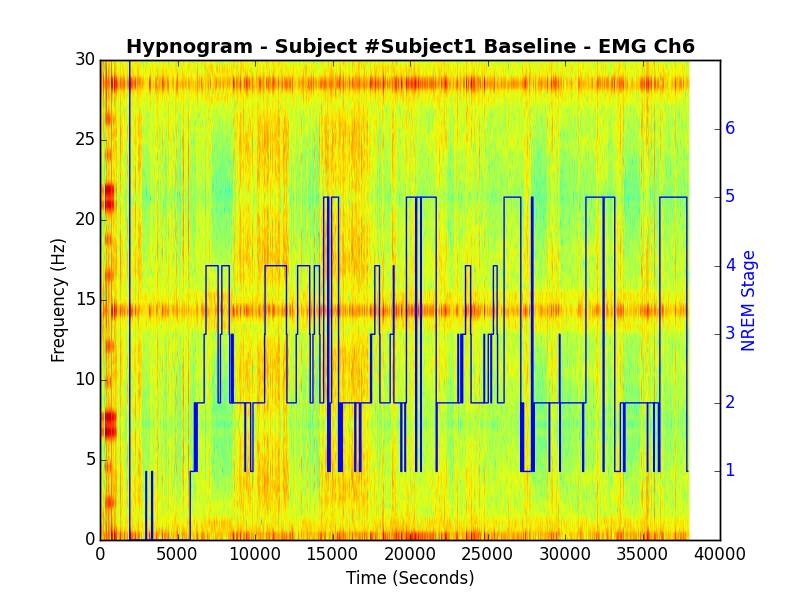 Hypnogram - Subject #Subject1 Baseline - EMG Ch6
30
25
20
15
10
5
0
Frequency (Hz)
6
5
4
3
2
1
NREM Stage
0 5000 10000 15000 20000 25000 30000 35000 40000
Time (Seconds)